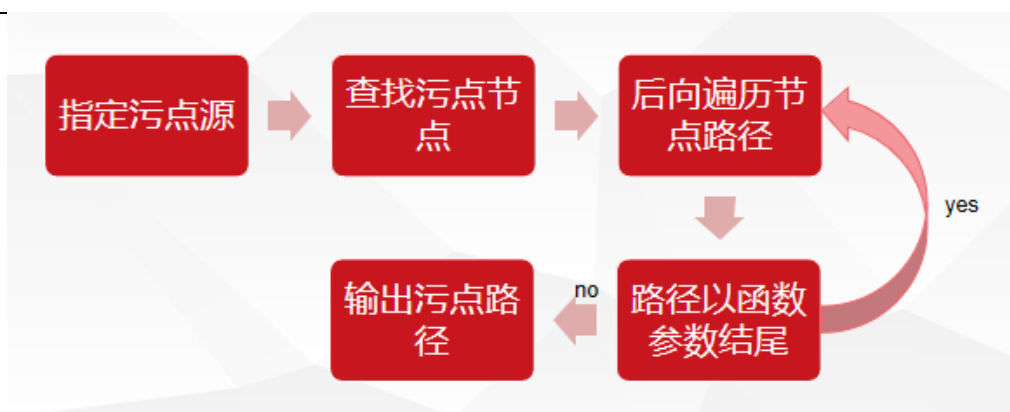 指定污点源
查找污点节
点
后向遍历节
点路径
yes
路径以函数
参数结尾
no
输出污点路
径